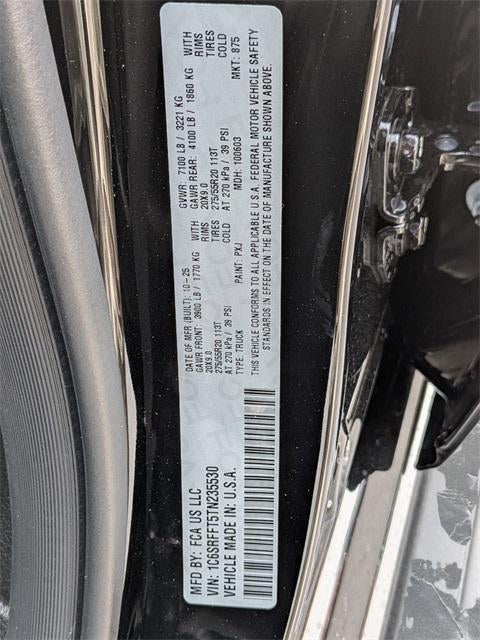 MFD BY: FCA US LLC
VIN: 1C6SRFFT5TN235530
VEHICLE MADE IN: U.S.A.
DATE OF MFR (BUILT): 10-25
GVWR: 7100 LB / 3221 KG
GAWR FRONT: 3900 LB / 1770 KG WITH
GAWR REAR: 4100 LB / 1860 KG WITH
20X9.0 RIMS
20X9.0 RIMS
275/55R20 113T TIRES
275/55R20 113T TIRES
AT 270 kPa / 39 PSI COLD
AT 270 kPa / 39 PSI COLD
TYPE: TRUCK PAINT: PXJ MDH: 100603 MKT: 875
THIS VEHICLE CONFORMS TO ALL APPLICABLE U.S.A. FEDERAL MOTOR VEHICLE SAFETY
STANDARDS IN EFFECT ON THE DATE OF MANUFACTURE SHOWN ABOVE.